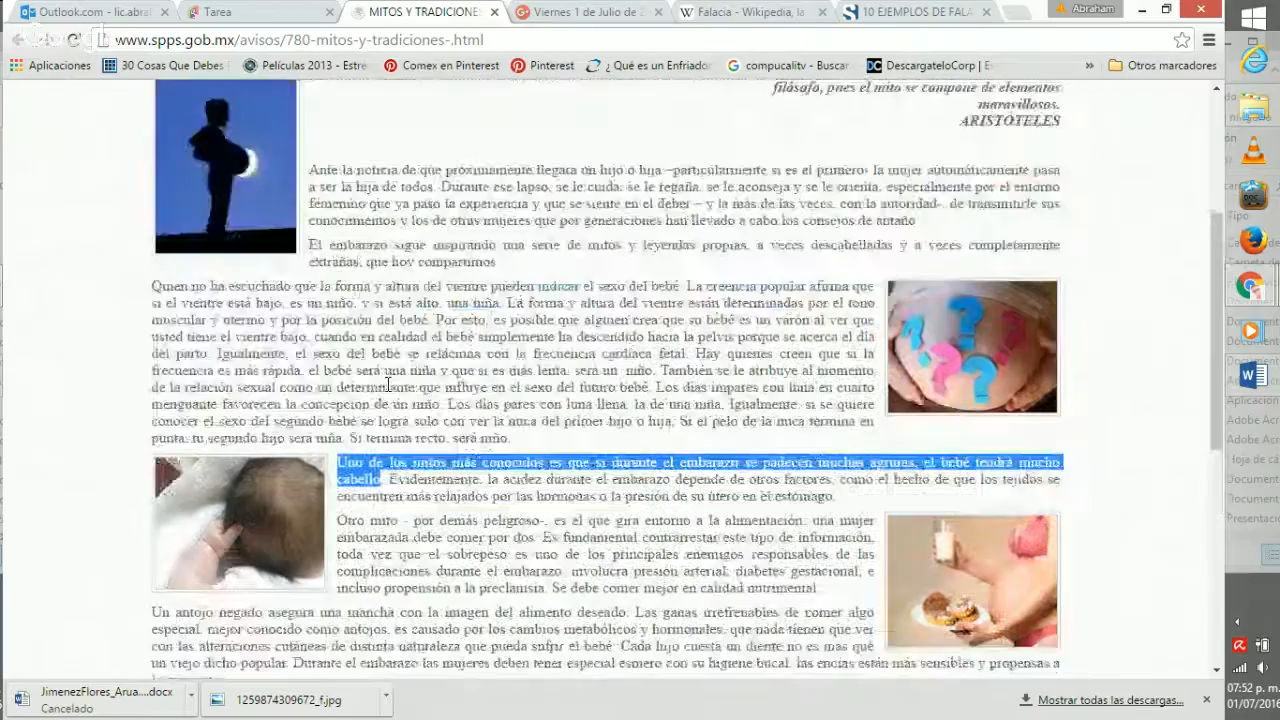 Outlook.com - lic.abra
Tarea
MITOS Y TRADICIONE
Viernes 1 de Julio de 2
Falacia - Wikipedia, la
10 EJEMPLOS DE FALA
Abraham
www.spps.gob.mx/avisos/780-mitos-y-tradiciones-.html
Aplicaciones
30 Cosas Que Debes
Películas 2013 - Estre
Comex en Pinterest
Pinterest
¿ Qué es un Enfriado
compucalitv - Buscar
DescargateloCorp | E
Otros marcadores
filósofo, pues el mito se compone de elementos
maravillosos.
ARISTOTELES
Ante la noticia de que próximamente llegara un hijo o hija –particularmente si es el primero- la mujer automáticamente pasa
a ser la hija de todos. Durante ese lapso, se le cuida, se le regaña, se le aconseja y se le orienta, especialmente por el entorno
femenino que ya paso la experiencia y que se siente en el deber – y la más de las veces, con la autoridad-, de transmitirle sus
conocimientos y los de otras mujeres que por generaciones han llevado a cabo los consejos de antaño
El embarazo sigue inspirando una serie de mitos y leyendas propias, a veces descabelladas y a veces completamente
extrañas, que hoy compartimos
Quien no ha escuchado que la forma y altura del vientre pueden indicar el sexo del bebé. La creencia popular afirma que
si el vientre está bajo, es un niño, y si está alto, una niña. La forma y altura del vientre están determinadas por el tono
muscular y uterino y por la posición del bebé. Por esto, es posible que alguien crea que su bebé es un varón al ver que
usted tiene el vientre bajo, cuando en realidad el bebé simplemente ha descendido hacia la pelvis porque se acerca el día
del parto. Igualmente, el sexo del bebé se relaciona con la frecuencia cardíaca fetal. Hay quienes creen que si la
frecuencia es más rápida, el bebé será una niña y que si es más lenta, será un niño. También se le atribuye al momento
de la relación sexual como un determinante que influye en el sexo del futuro bebé. Los días impares con luna en cuarto
menguante favorecen la concepcion de un niño. Los días pares con luna llena, la de una niña. Igualmente si se quiere
conocer el sexo del segundo bebé se logra solo con ver la nuca del primer hijo o hija, Si el pelo de la nuca termina en
punta, tu segundo hijo será niña. Si termina recto, será niño.
Uno de los mitos más conocidos es que si durante el embarazo se padecen muchas agruras, el bebé tendrá mucho
cabello. Evidentemente, la acidez durante el embarazo depende de otros factores, como el hecho de que los tejidos se
encuentren más relajados por las hormonas o la presión de su útero en el estómago.
Otro mito - por demás peligroso-, es el que gira entorno a la alimentación: una mujer
embarazada debe comer por dos. Es fundamental contrarrestar este tipo de información,
toda vez que el sobrepeso es uno de los principales enemigos responsables de las
complicaciones durante el embarazo -involucra presión arterial, diabetes gestacional, e
incluso propensión a la preclamsia. Se debe comer mejor en calidad nutrimental
Un antojo negado asegura una mancha con la imagen del alimento deseado. Las ganas irrefrenables de comer algo
especial, mejor conocido como antojos, es causado por los cambios metabólicos y hormonales, que nada tienen que ver
con las alteraciones cutáneas de distinta naturaleza que pueda sufrir el bebé. Cada hijo cuesta un diente no es mas qué
un viejo dicho popular. Durante el embarazo las mujeres deben tener especial esmero con su higiene bucal, las encías están más sensibles y propensas a
JimenezFlores_Arua....docx
Cancelado
1259874309672_f.jpg
Mostrar todas las descargas...
Tipo
Adobe Acr
Adobe Acr
Hoja de cá
Document
Document
Presentació
07:52 p. m.
01/07/2016